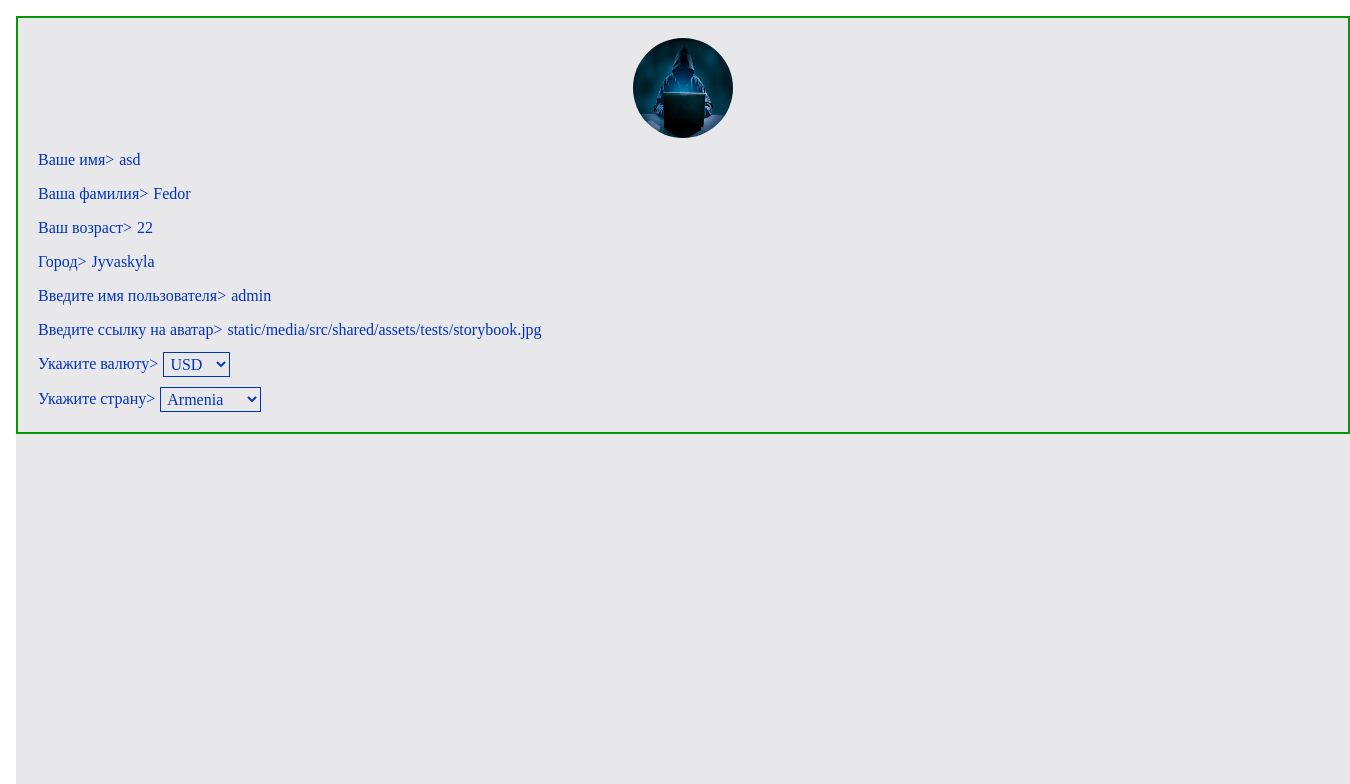 Ваше имя> asd
Ваша фамилия> Fedor
Ваш возраст> 22
Город> Jyvaskyla
Введите имя пользователя> admin
Введите ссылку на аватар> static/media/src/shared/assets/tests/storybook.jpg
Укажите валюту> USD
Укажите страну> Armenia